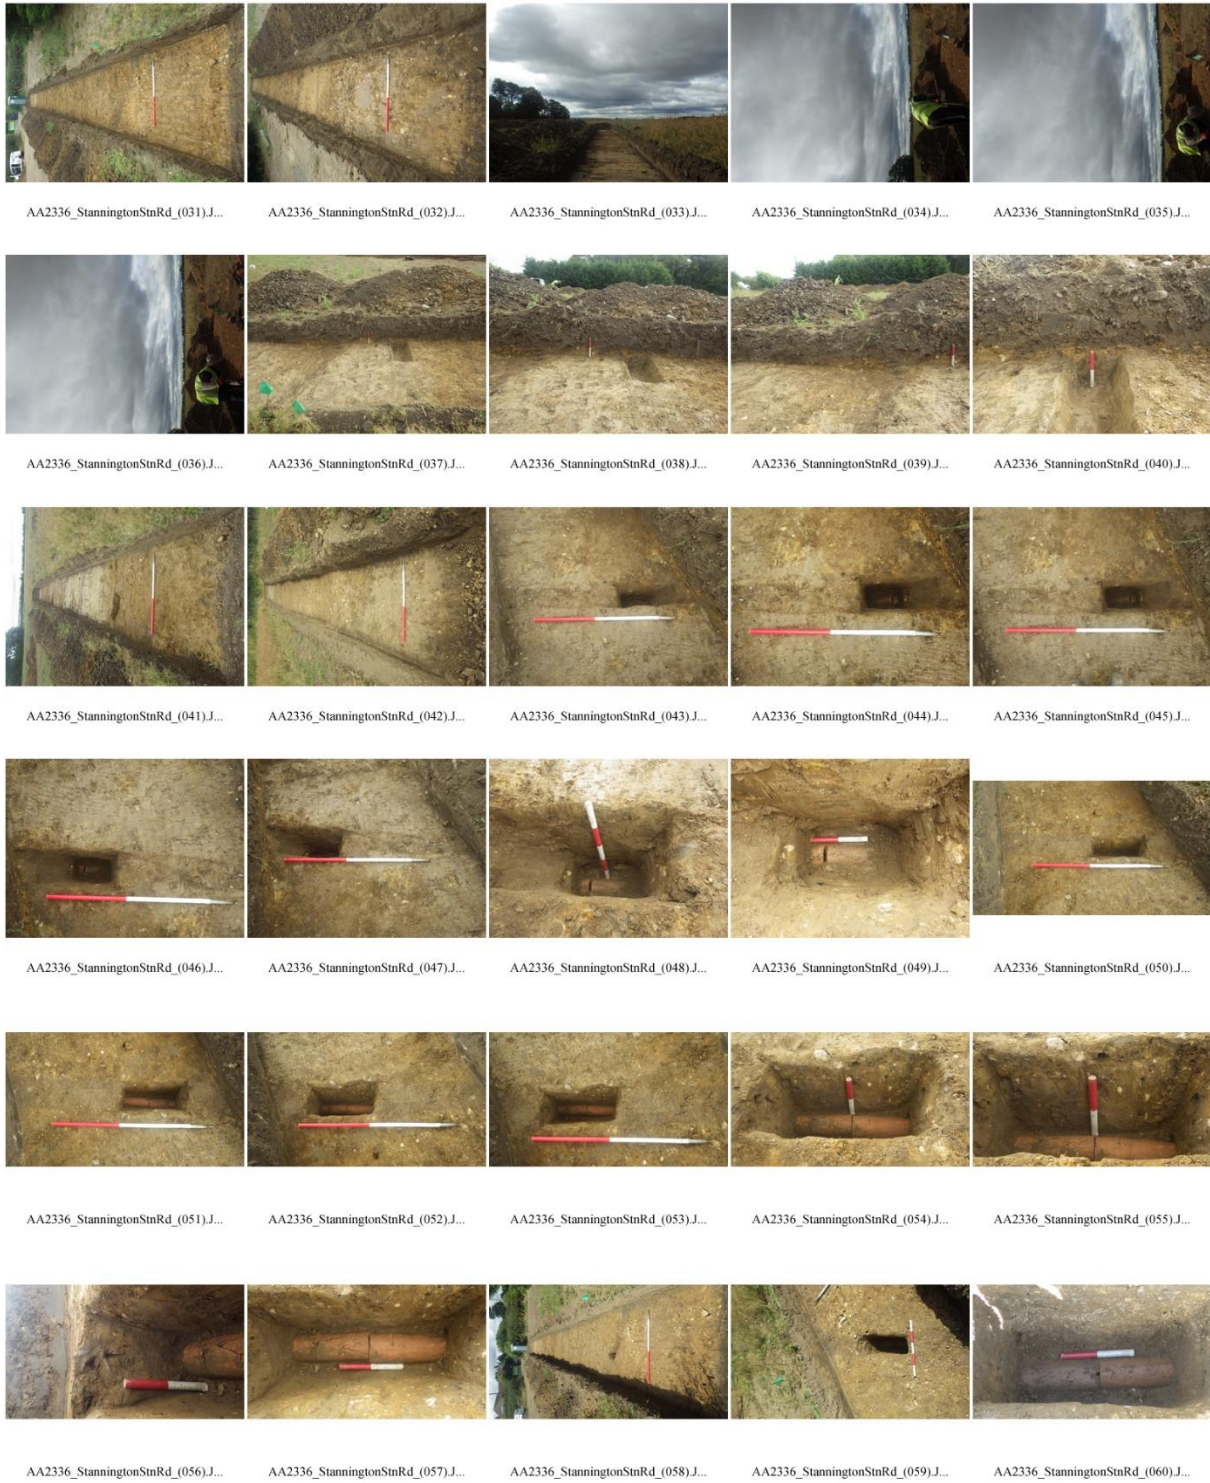 AA2336_StanningtonStnRd_(031).J...
AA2336_StanningtonStnRd_(032).J...
AA2336_StanningtonStnRd_(033).J...
AA2336_StanningtonStnRd_(034).J...
AA2336_StanningtonStnRd_(035).J...
AA2336_StanningtonStnRd_(036).J...
AA2336_StanningtonStnRd_(037).J...
AA2336_StanningtonStnRd_(038).J...
AA2336_StanningtonStnRd_(039).J...
AA2336_StanningtonStnRd_(040).J...
AA2336_StanningtonStnRd_(041).J...
AA2336_StanningtonStnRd_(042).J...
AA2336_StanningtonStnRd_(043).J...
AA2336_StanningtonStnRd_(044).J...
AA2336_StanningtonStnRd_(045).J...
AA2336_StanningtonStnRd_(046).J...
AA2336_StanningtonStnRd_(047).J...
AA2336_StanningtonStnRd_(048).J...
AA2336_StanningtonStnRd_(049).J...
AA2336_StanningtonStnRd_(050).J...
AA2336_StanningtonStnRd_(051).J...
AA2336_StanningtonStnRd_(052).J...
AA2336_StanningtonStnRd_(053).J...
AA2336_StanningtonStnRd_(054).J...
AA2336_StanningtonStnRd_(055).J...
AA2336_StanningtonStnRd_(056).J...
AA2336_StanningtonStnRd_(057).J...
AA2336_StanningtonStnRd_(058).J...
AA2336_StanningtonStnRd_(059).J...
AA2336_StanningtonStnRd_(060).J...